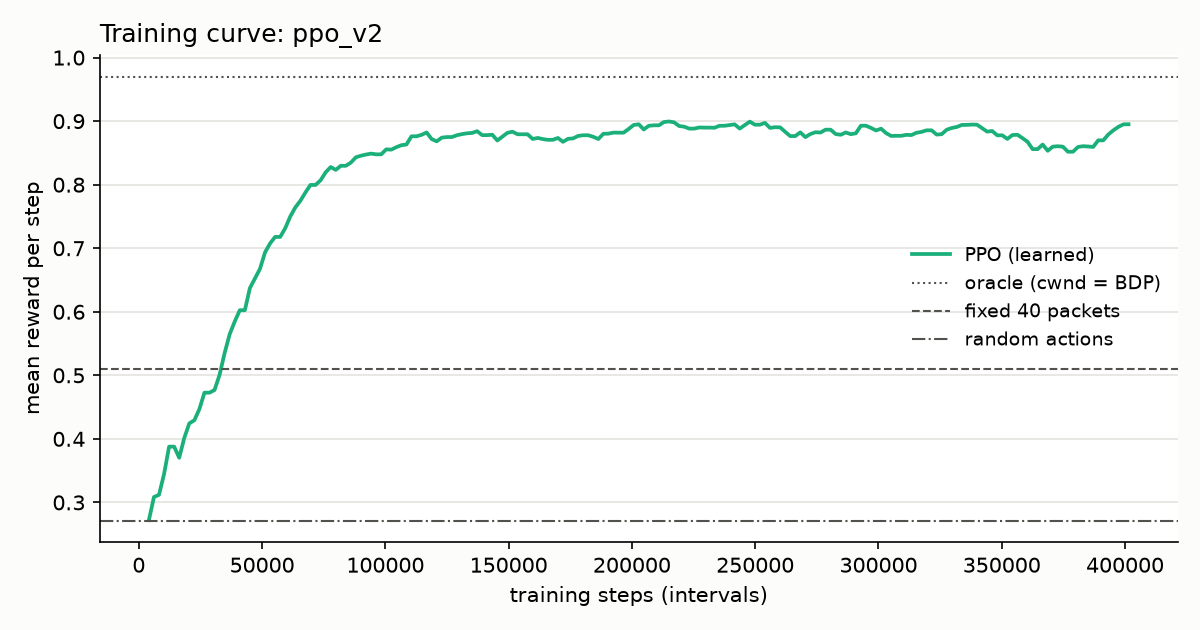 Training curve: ppo_v2
mean reward per step
1.0
0.9
0.8
0.7
0.6
0.5
0.4
0.3
PPO (learned)
oracle (cwnd = BDP)
fixed 40 packets
random actions
0 50000 100000 150000 200000 250000 300000 350000 400000
training steps (intervals)